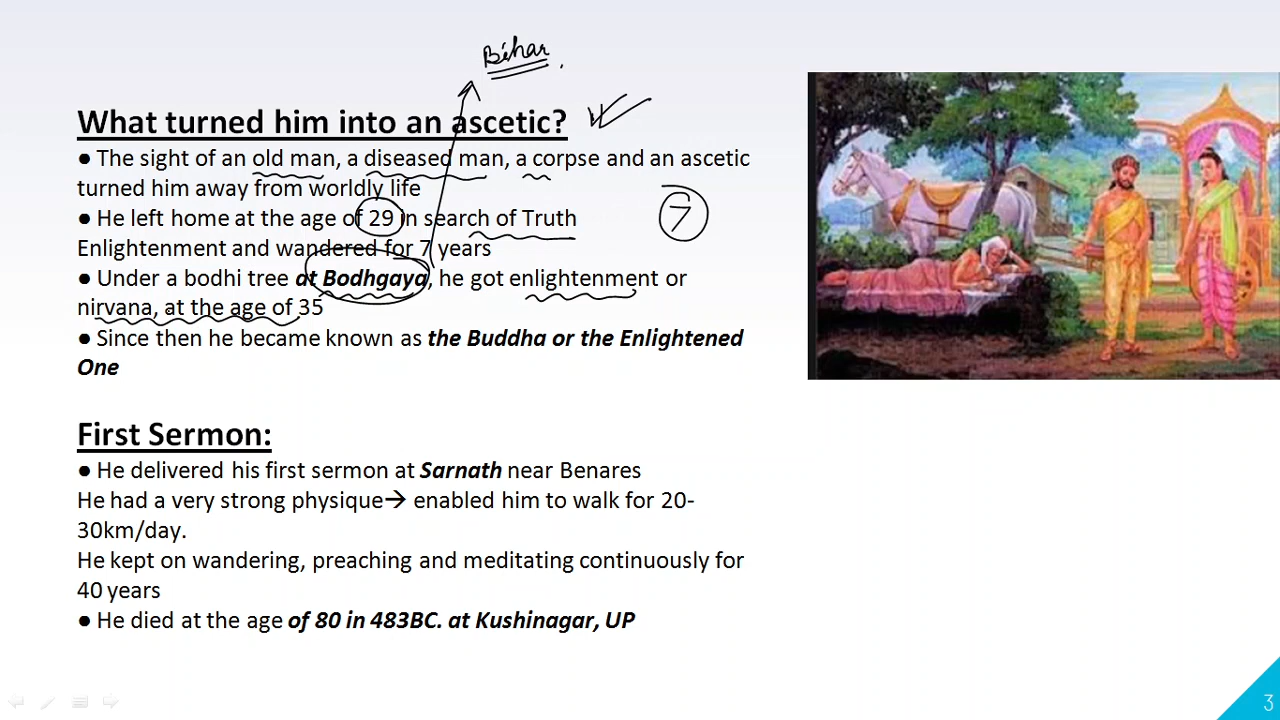 Bihar.
What turned him into an ascetic?
● The sight of an old man, a diseased man, a corpse and an ascetic
turned him away from worldly life
● He left home at the age of 29 in search of Truth
7
Enlightenment and wandered for 7 years
● Under a bodhi tree at Bodhgaya, he got enlightenment or
nirvana, at the age of 35
● Since then he became known as the Buddha or the Enlightened
One
First Sermon:
● He delivered his first sermon at Sarnath near Benares
He had a very strong physique→ enabled him to walk for 20-
30km/day.
He kept on wandering, preaching and meditating continuously for
40 years
● He died at the age of 80 in 483BC. at Kushinagar, UP
3